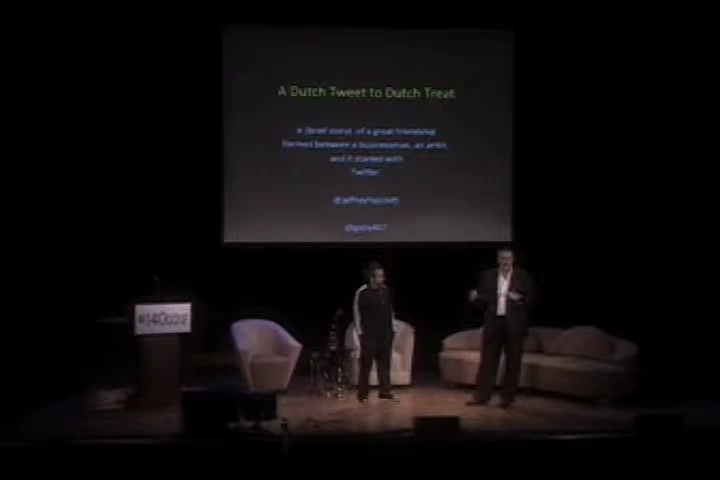 A Dutch Tweet to Dutch Treat
A (brief story) of a great friendship
formed between a businessman, an artist,
and it started with
Twitter.
#140conf